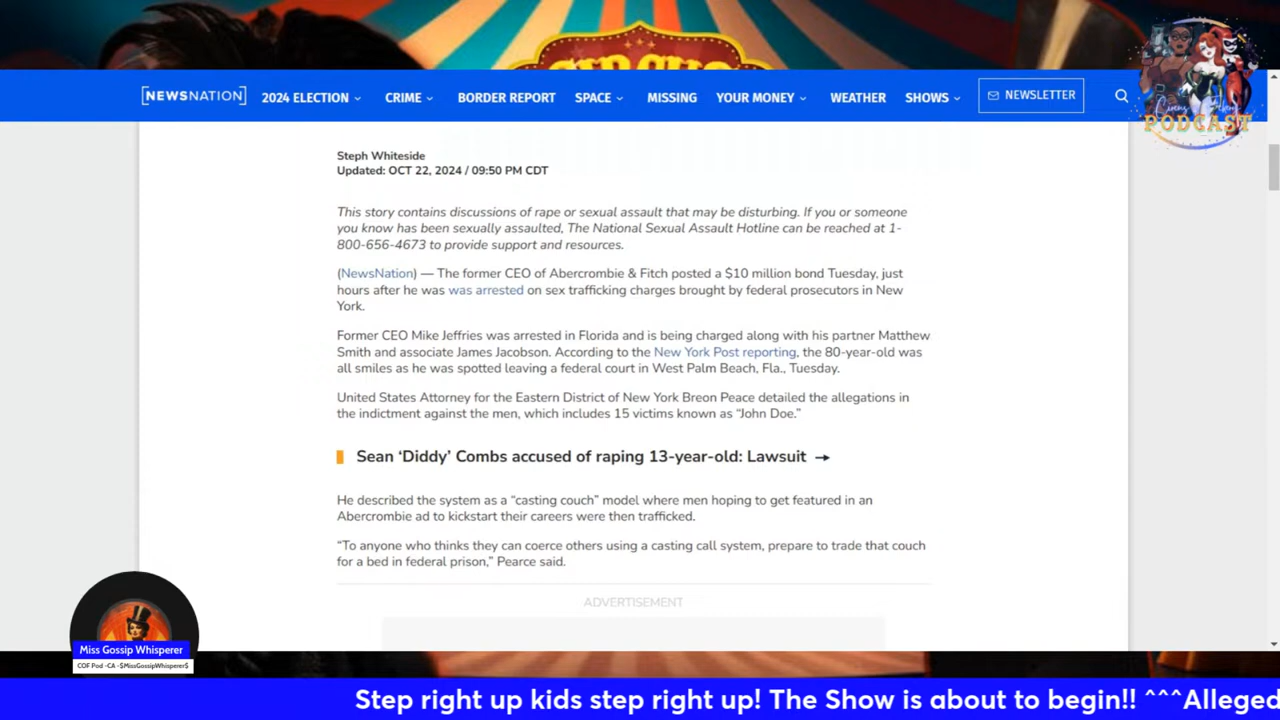 [NEWSNATION]
2024 ELECTION
CRIME
BORDER REPORT
SPACE
MISSING
YOUR MONEY
WEATHER
SHOWS
NEWSLETTER
PODCAST
Steph Whiteside
Updated: OCT 22, 2024 / 09:50 PM CDT
This story contains discussions of rape or sexual assault that may be disturbing. If you or someone
you know has been sexually assaulted, The National Sexual Assault Hotline can be reached at 1-
800-656-4673 to provide support and resources.
(NewsNation) — The former CEO of Abercrombie & Fitch posted a $10 million bond Tuesday, just
hours after he was was arrested on sex trafficking charges brought by federal prosecutors in New
York.
Former CEO Mike Jeffries was arrested in Florida and is being charged along with his partner Matthew
Smith and associate James Jacobson. According to the New York Post reporting, the 80-year-old was
all smiles as he was spotted leaving a federal court in West Palm Beach, Fla., Tuesday.
United States Attorney for the Eastern District of New York Breon Peace detailed the allegations in
the indictment against the men, which includes 15 victims known as “John Doe.”
Sean ‘Diddy’ Combs accused of raping 13-year-old: Lawsuit →
He described the system as a “casting couch” model where men hoping to get featured in an
Abercrombie ad to kickstart their careers were then trafficked.
“To anyone who thinks they can coerce others using a casting call system, prepare to trade that couch
for a bed in federal prison,” Pearce said.
ADVERTISEMENT
Miss Gossip Whisperer
COF Pod -CA -$MissGossipWhisperer$
Step right up kids step right up! The Show is about to begin!! ^^^Alleged